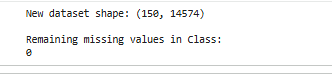 New dataset shape: (150, 14574)
Remaining missing values in Class:
0